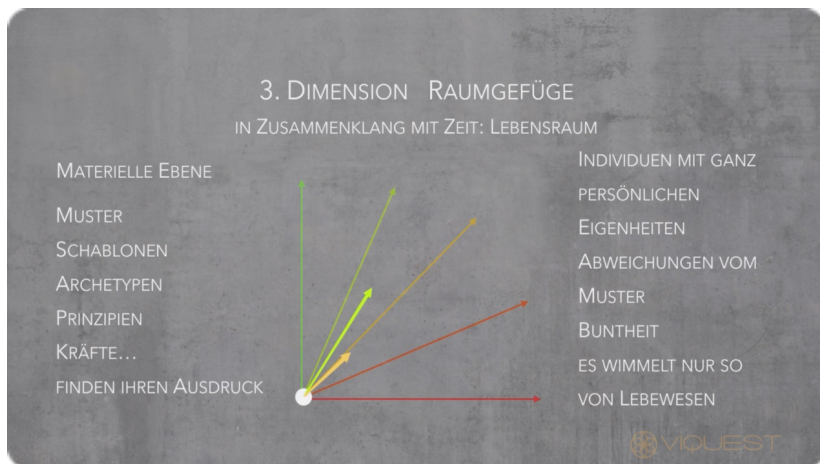 3. Dimension Raumgefüge
in Zusammenklang mit Zeit: Lebensraum
Materielle Ebene
Muster
Schablonen
Archetypen
Prinzipien
Kräfte…
finden ihren Ausdruck
Individuen mit ganz
persönlichen
Eigenheiten
Abweichungen vom
Muster
Buntheit
es wimmelt nur so
von Lebewesen
VIQUEST